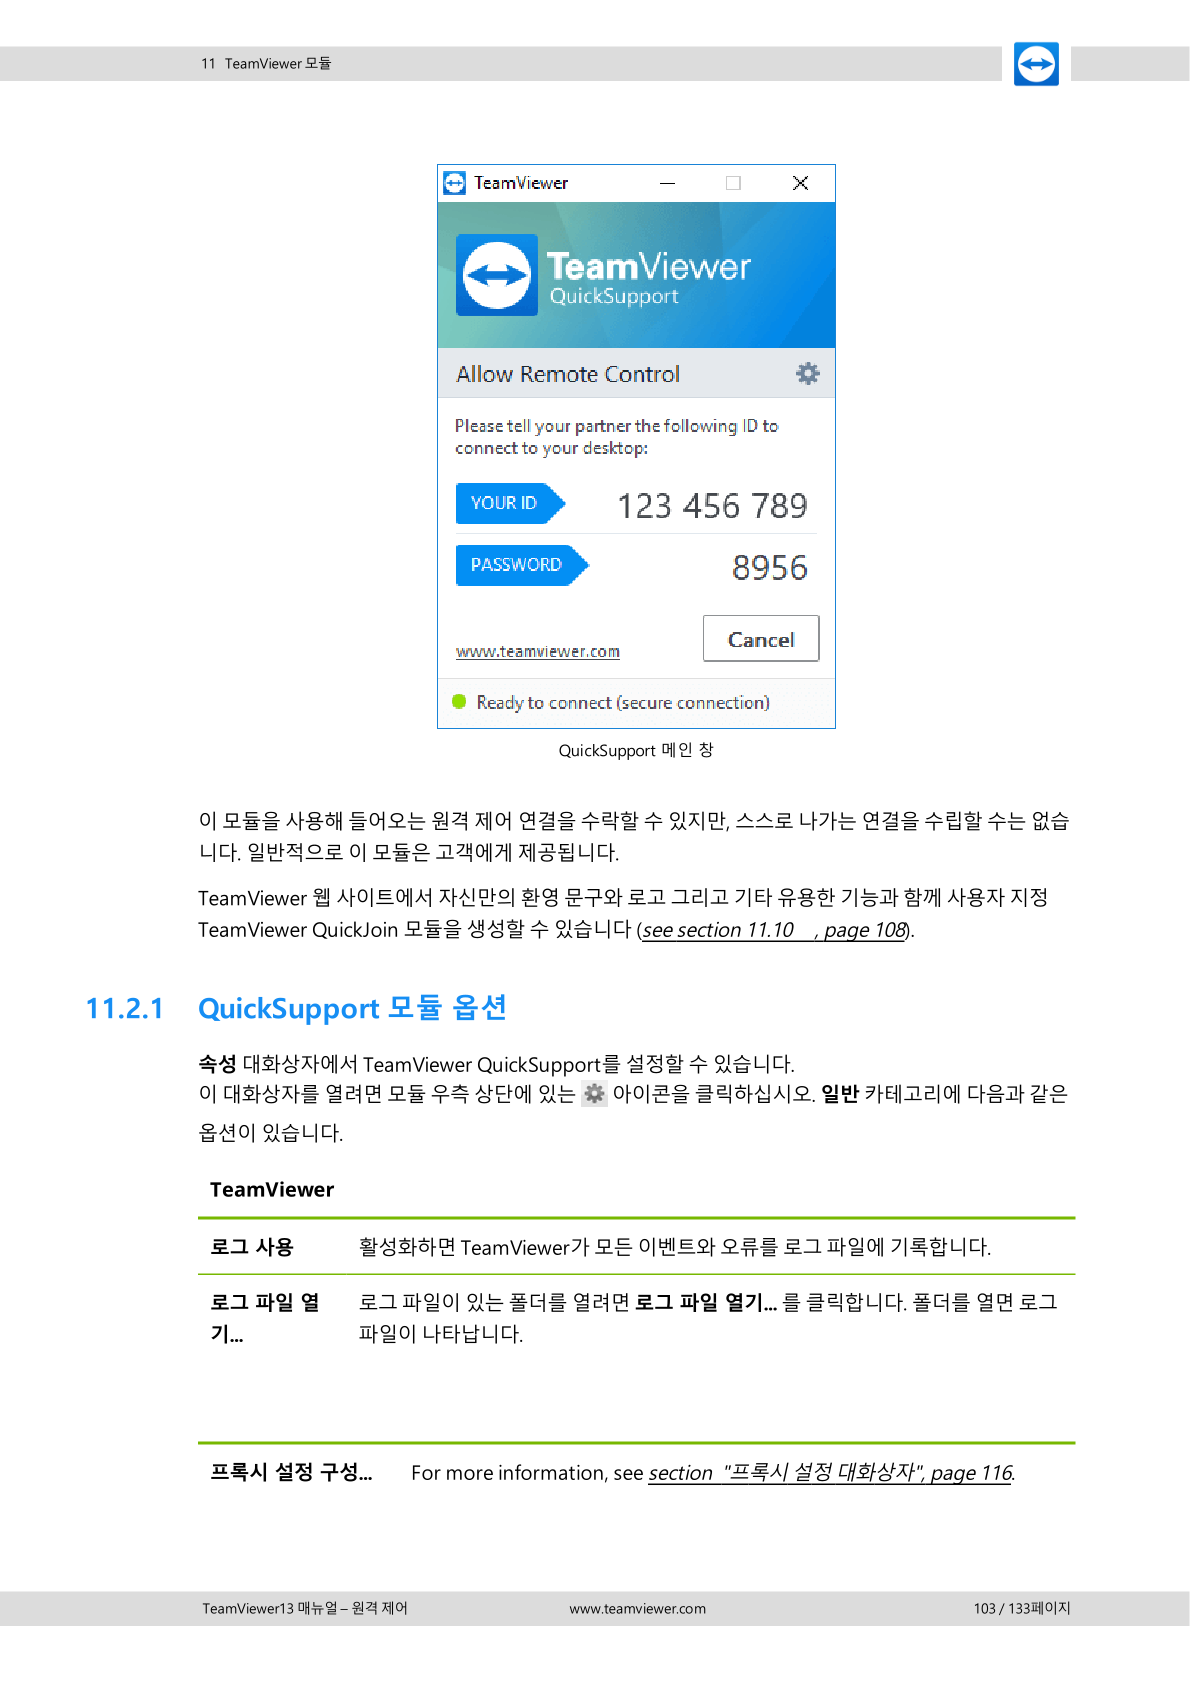 11 TeamViewer 모듈
TeamViewer
TeamViewer
QuickSupport
Allow Remote Control
Please tell your partner the following ID to
connect to your desktop:
YOUR ID 123 456 789
PASSWORD 8956
www.teamviewer.com Cancel
Ready to connect (secure connection)
QuickSupport 메인 창
이 모듈을 사용해 들어오는 원격 제어 연결을 수락할 수 있지만, 스스로 나가는 연결을 수립할 수는 없습
니다. 일반적으로 이 모듈은 고객에게 제공됩니다.
TeamViewer 웹 사이트에서 자신만의 환영 문구와 로고 그리고 기타 유용한 기능과 함께 사용자 지정
TeamViewer QuickJoin 모듈을 생성할 수 있습니다 (see section 11.10 , page 108).
11.2.1 QuickSupport 모듈 옵션
속성 대화상자에서 TeamViewer QuickSupport를 설정할 수 있습니다.
이 대화상자를 열려면 모듈 우측 상단에 있는 아이콘을 클릭하십시오. 일반 카테고리에 다음과 같은
옵션이 있습니다.
TeamViewer
로그 사용 활성화하면 TeamViewer가 모든 이벤트와 오류를 로그 파일에 기록합니다.
로그 파일 열 로그 파일이 있는 폴더를 열려면 로그 파일 열기... 를 클릭합니다. 폴더를 열면 로그
기... 파일이 나타납니다.
프록시 설정 구성... For more information, see section "프록시 설정 대화상자", page 116.
TeamViewer13 매뉴얼 – 원격 제어 www.teamviewer.com 103 / 133페이지